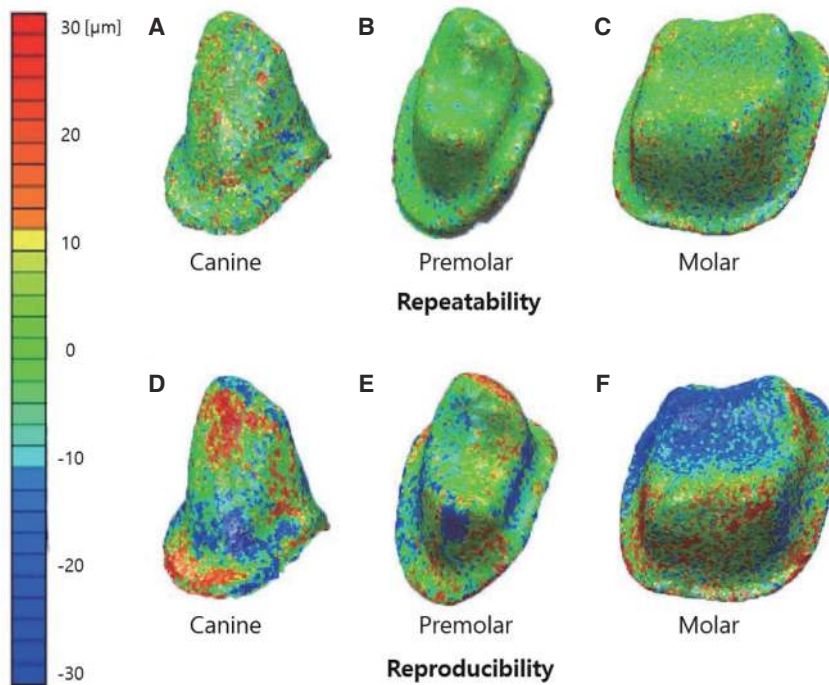 30 [µm]
20
10
0
-10
-20
-30
A
B
C
Canine
Premolar
Molar
Repeatability
D
E
F
Canine
Premolar
Molar
Reproducibility